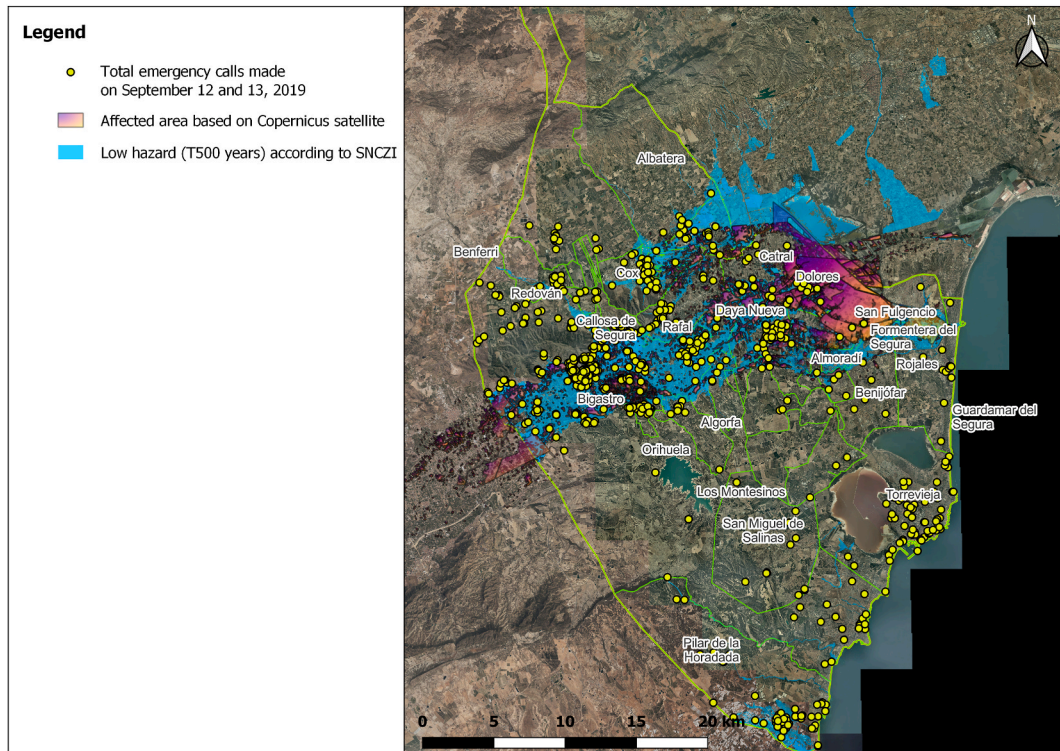 Legend
Total emergency calls made
on September 12 and 13, 2019
Affected area based on Copernicus satellite
Low hazard (T500 years) according to SNCZI
N
Albatera
Benferri
Catral
Cox
Dolores
Redován
Daya Nueva
San Fulgencio
Callosa de
Segura
Rafal
Formentera del
Segura
Almoradí
Rojales
Bigastro
Benijófar
Algorfa
Guardamar del
Segura
Orihuela
Los Montesinos
Torrevieja
San Miguel de
Salinas
Pilar de la
Horadada
0 5 10 15 20 km